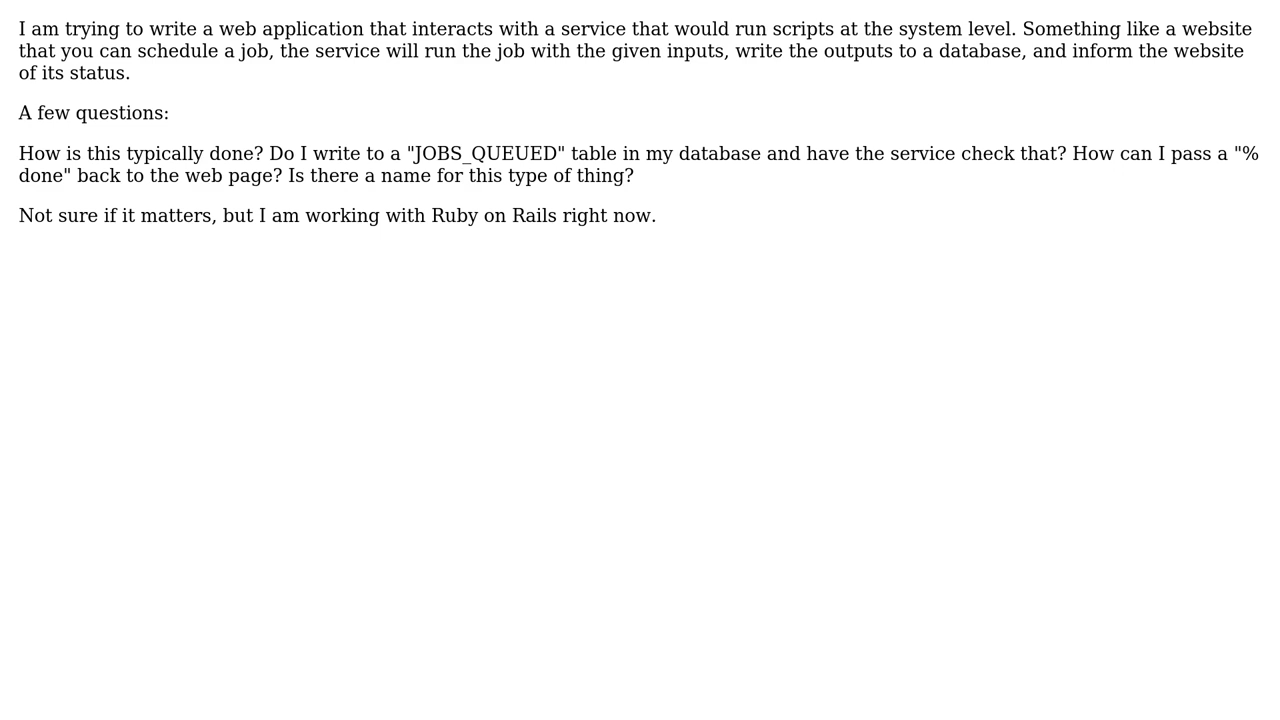 I am trying to write a web application that interacts with a service that would run scripts at the system level. Something like a website
that you can schedule a job, the service will run the job with the given inputs, write the outputs to a database, and inform the website
of its status.
A few questions:
How is this typically done? Do I write to a "JOBS_QUEUED" table in my database and have the service check that? How can I pass a "%
done" back to the web page? Is there a name for this type of thing?
Not sure if it matters, but I am working with Ruby on Rails right now.